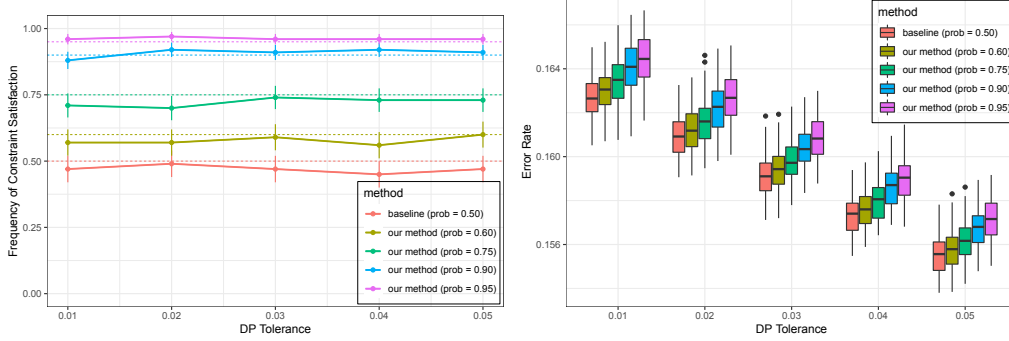 Frequency of Constraint Satisfaction
1.00
0.75
0.50
0.25
0.00
method
baseline (prob = 0.50)
our method (prob = 0.60)
our method (prob = 0.75)
our method (prob = 0.90)
our method (prob = 0.95)
0.01 0.02 0.03 0.04 0.05
DP Tolerance
Error Rate
0.164
0.160
0.156
method
baseline (prob = 0.50)
our method (prob = 0.60)
our method (prob = 0.75)
our method (prob = 0.90)
our method (prob = 0.95)
0.01 0.02 0.03 0.04 0.05
DP Tolerance